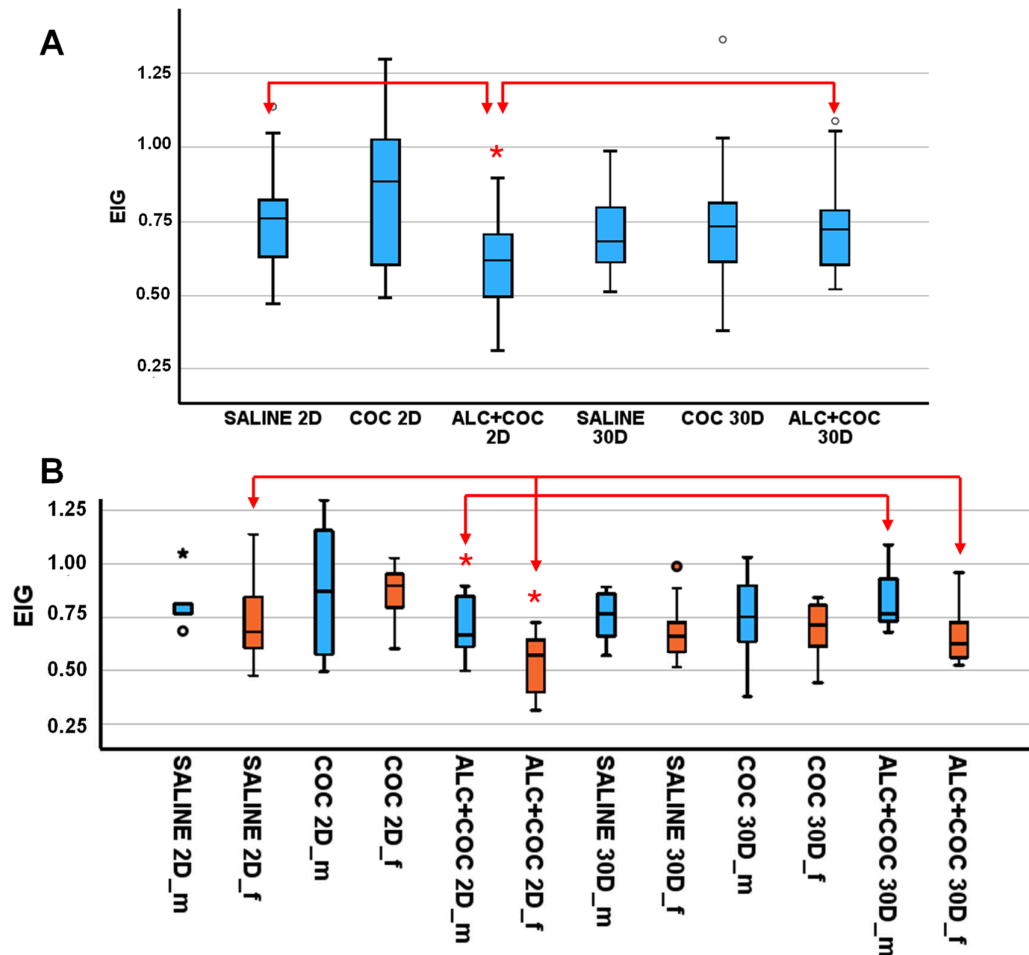 A
1.25
1.00
0.75
0.50
0.25
EIG
SALINE 2D
COC 2D
ALC+COC
2D
SALINE
30D
COC 30D
ALC+COC
30D
*
B
1.25
1.00
0.75
0.50
0.25
EIG
*
*
*
SALINE 2D_m
SALINE 2D_f
COC 2D_m
COC 2D_f
ALC+COC 2D_m
ALC+COC 2D_f
SALINE 30D_m
SALINE 30D_f
COC 30D_m
COC 30D_f
ALC+COC 30D_m
ALC+COC 30D_f